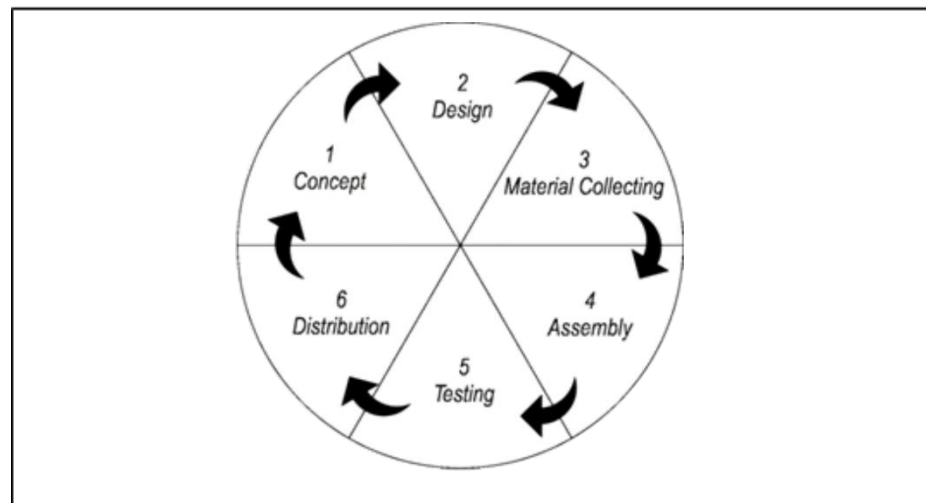 1
Concept
2
Design
3
Material Collecting
4
Assembly
5
Testing
6
Distribution